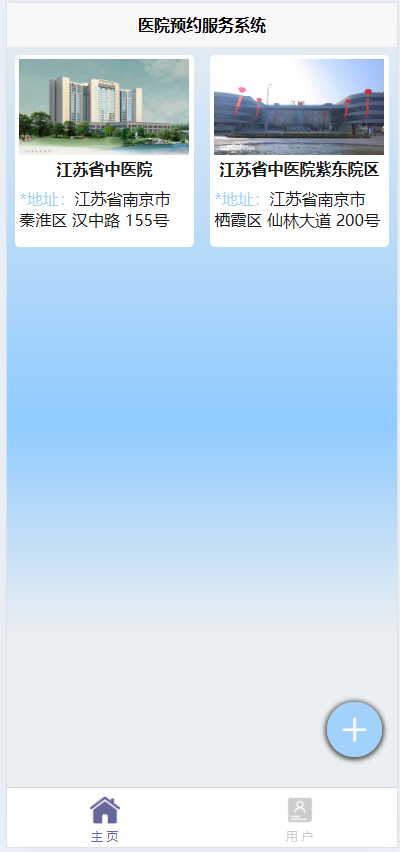 医院预约服务系统
江苏省中医院
*地址：江苏省南京市
秦淮区 汉中路 155号
江苏省中医院紫东院区
*地址：江苏省南京市
栖霞区 仙林大道 200号
主页
用户